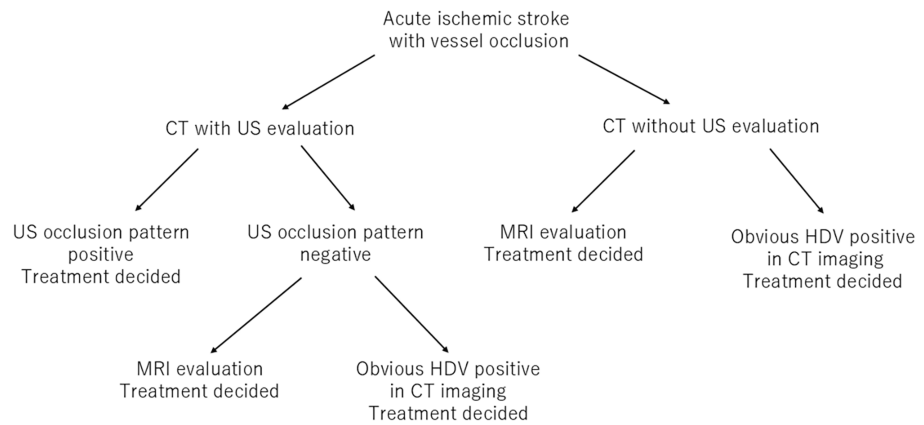 Acute ischemic stroke
with vessel occlusion
CT with US evaluation
CT without US evaluation
US occlusion pattern
positive
Treatment decided
US occlusion pattern
negative
MRI evaluation
Treatment decided
Obvious HDV positive
in CT imaging
Treatment decided
MRI evaluation
Treatment decided
Obvious HDV positive
in CT imaging
Treatment decided